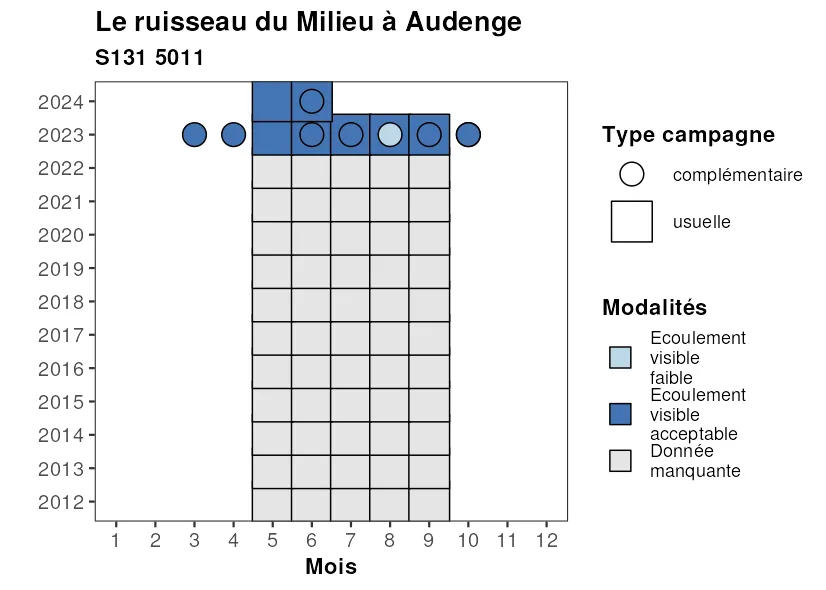 Le ruisseau du Milieu à Audenge
S131 5011
2024
2023
2022
2021
2020
2019
2018
2017
2016
2015
2014
2013
2012
1 2 3 4 5 6 7 8 9 10 11 12
Mois
Type campagne
complémentaire
usuelle
Modalités
Ecoulement
visible
faible
Ecoulement
visible
acceptable
Donnée
manquante